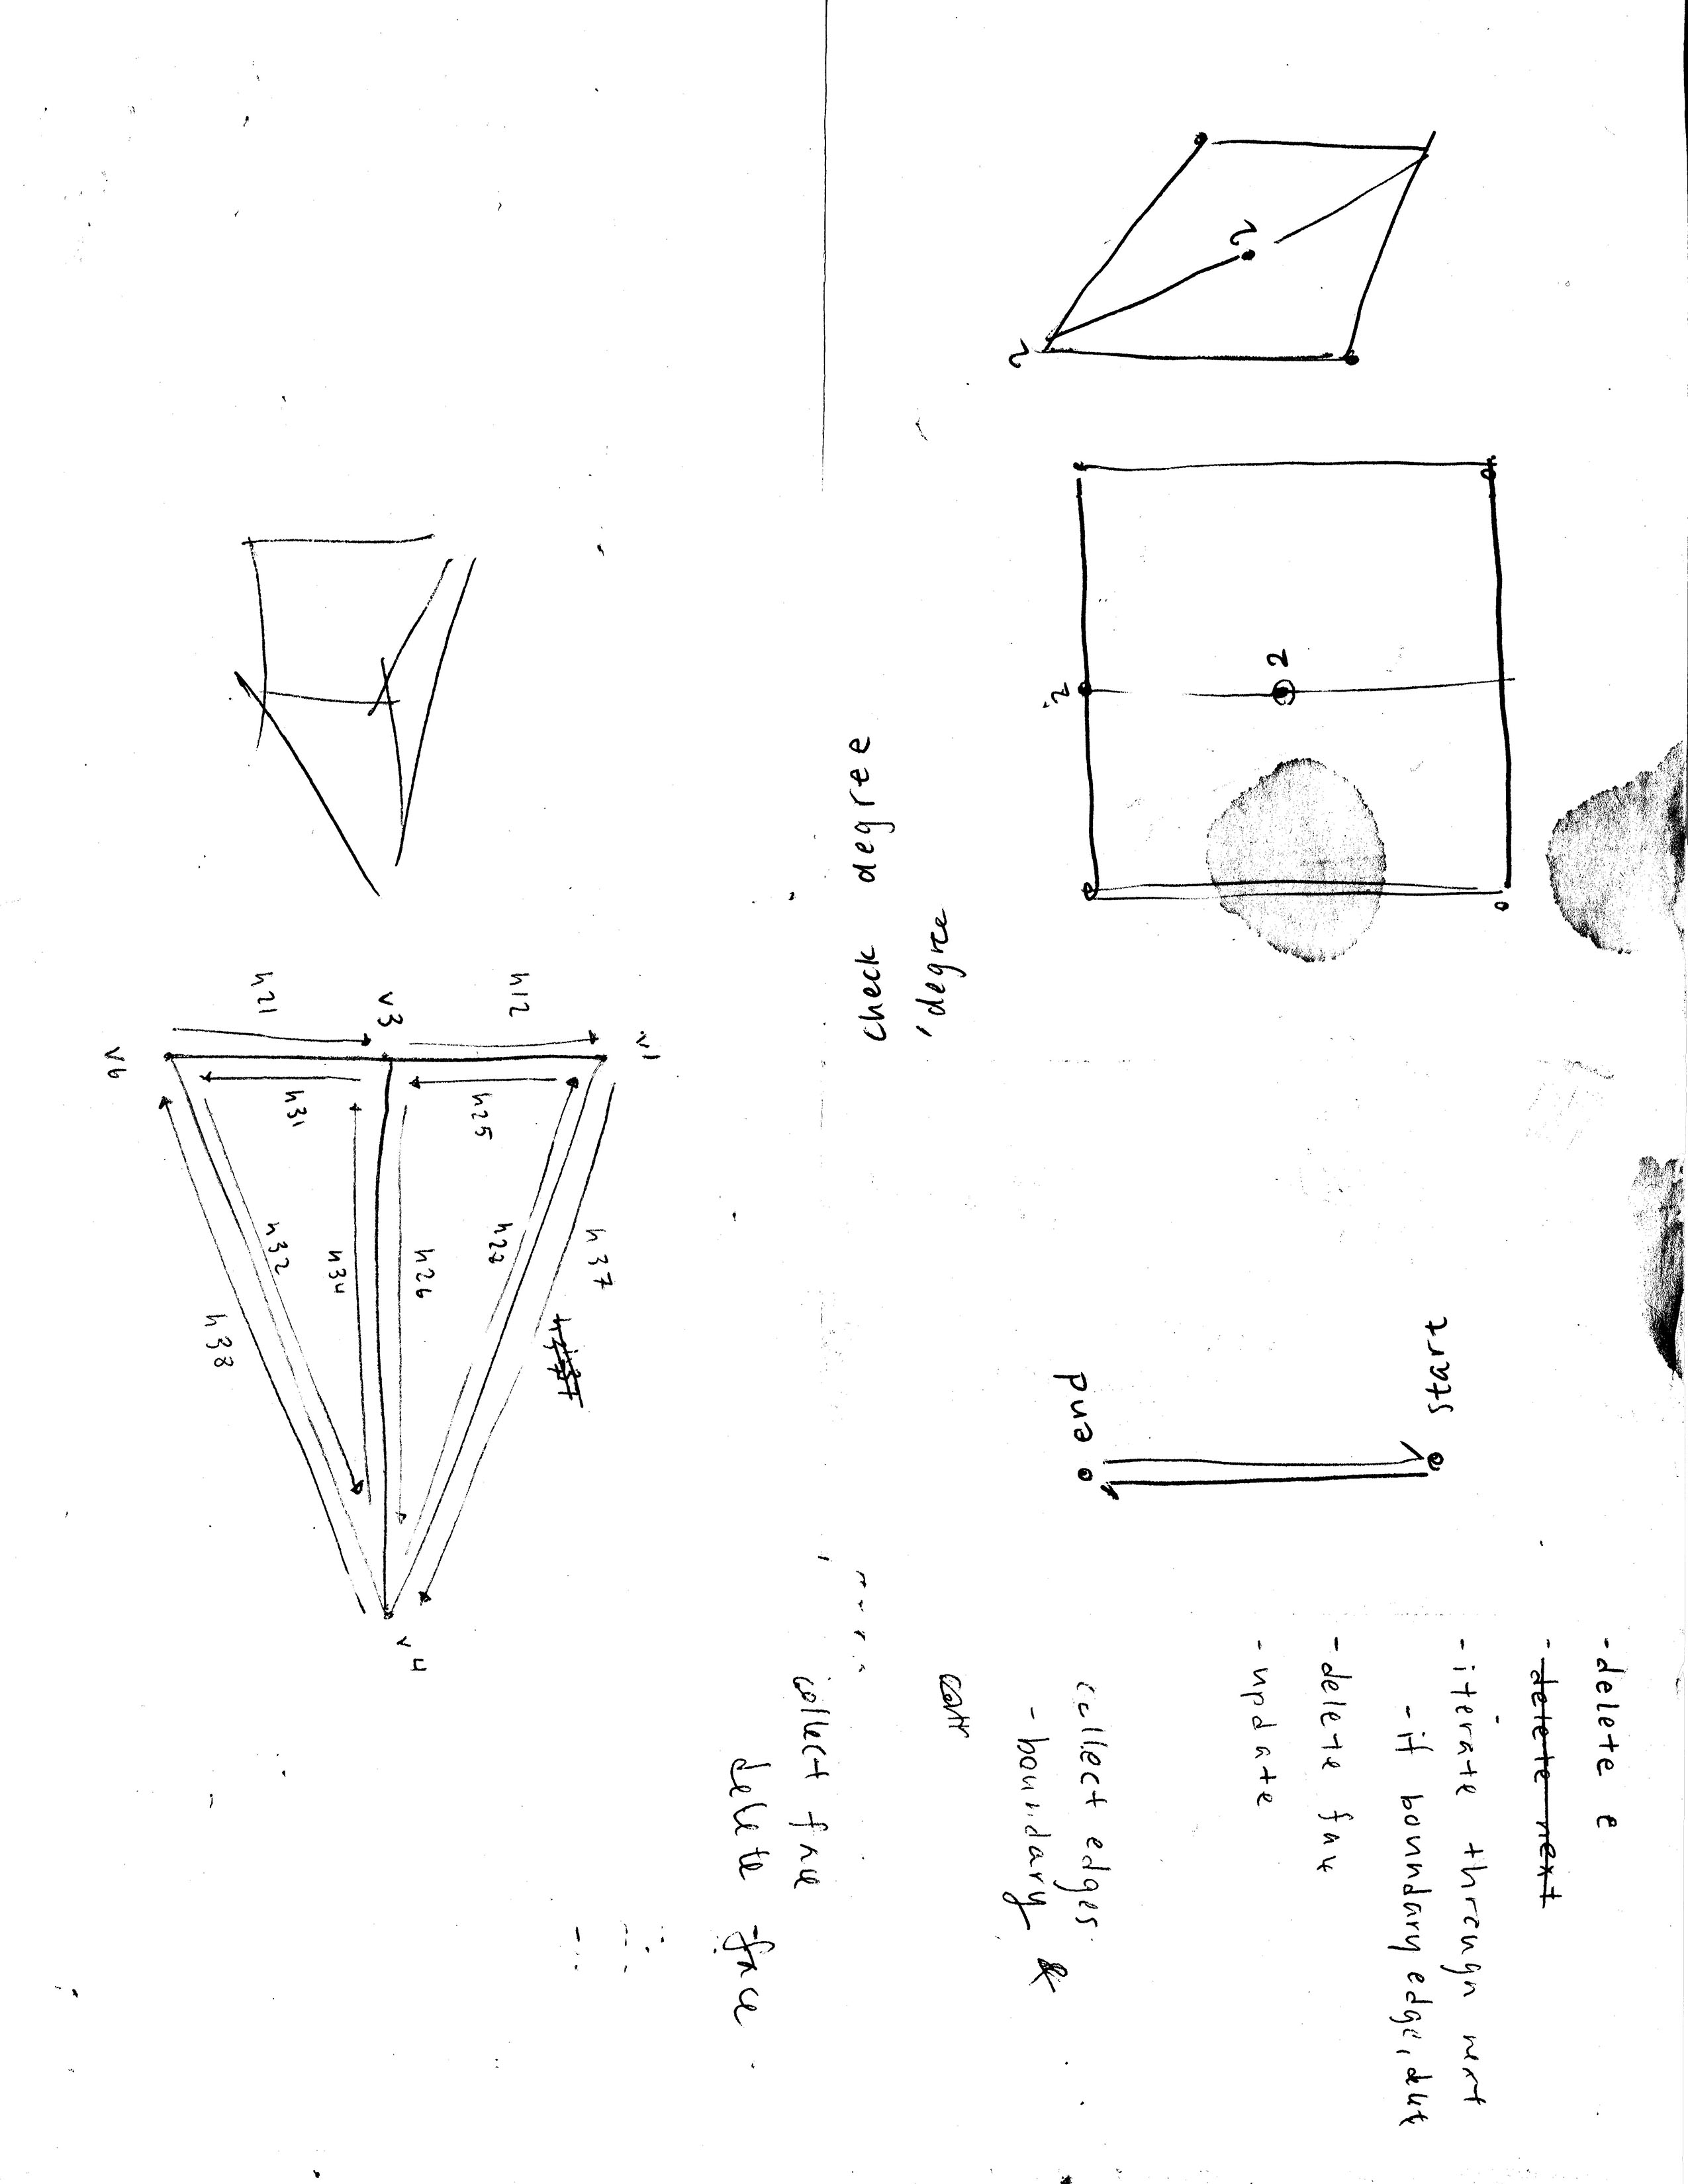 - delete e
- delete next
- iterate through next
- if boundary edge, delete
- delete face
- update
collect edges
- boundary &
collect face
delete face
start
end
check degree
degree
2
2
2
2
v1
h12
v3
h21
v6
h25
h31
h37
h22
h26
h34
h32
h38
v4